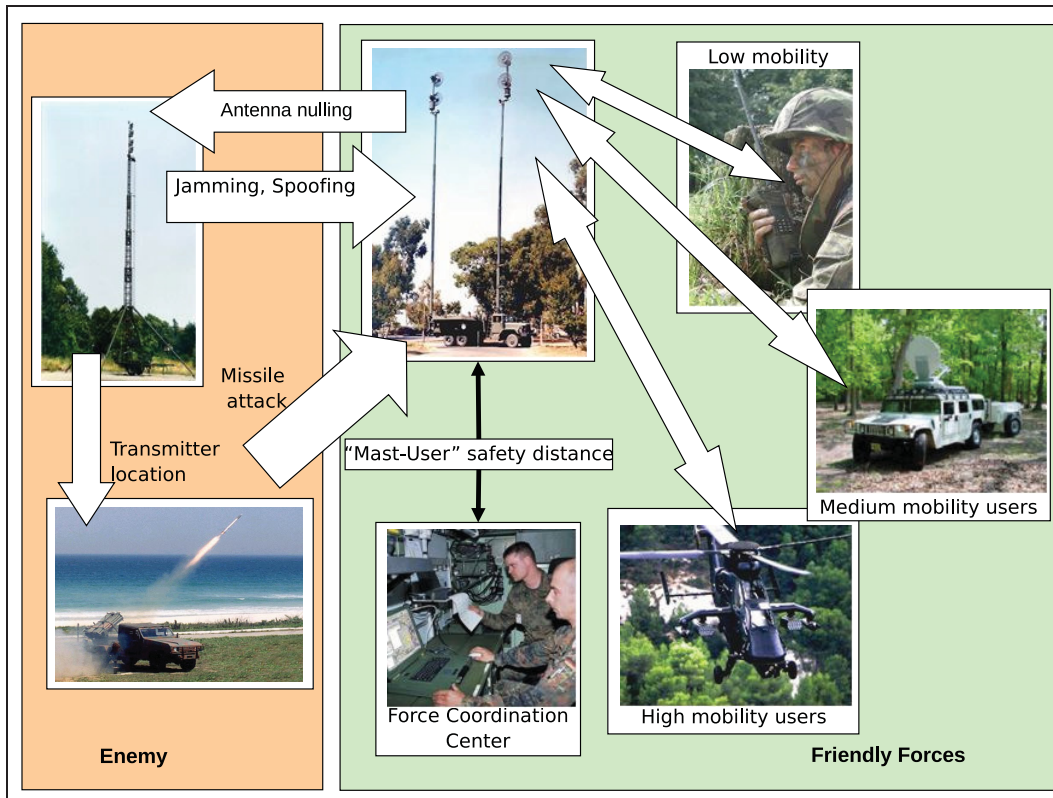 Low mobility
Antenna nulling
Jamming, Spoofing
Missile
attack
Transmitter
location
“Mast-User” safety distance
Medium mobility users
Force Coordination
Center
High mobility users
Enemy
Friendly Forces